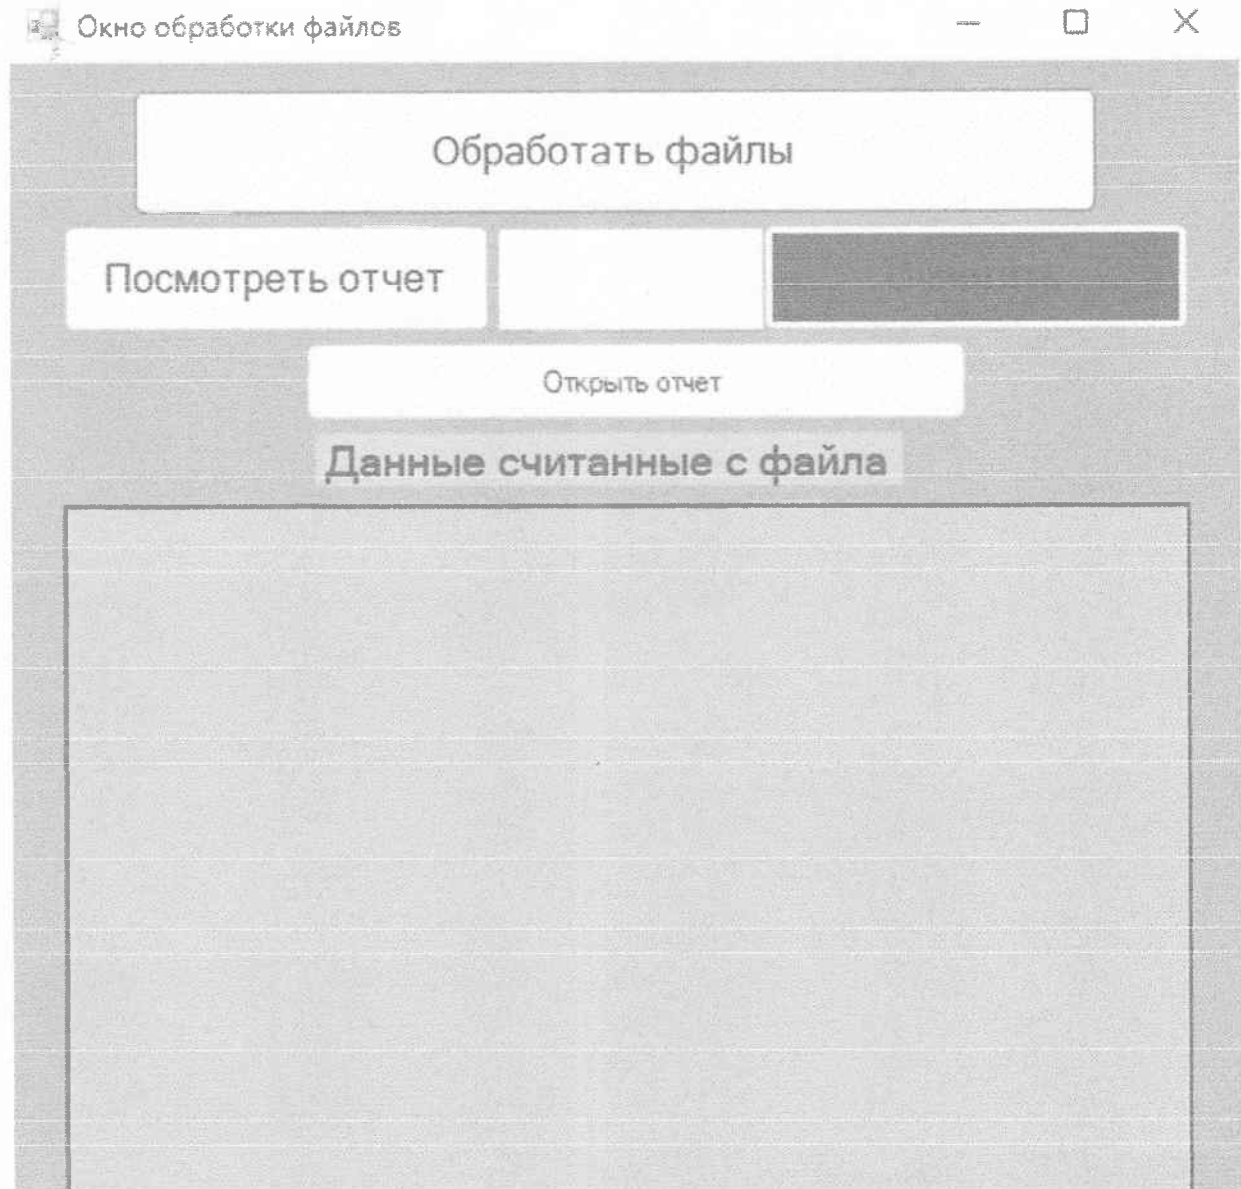 Окно обработки файлов
Обработать файлы
Посмотреть отчет
Открыть отчет
Данные считанные с файла